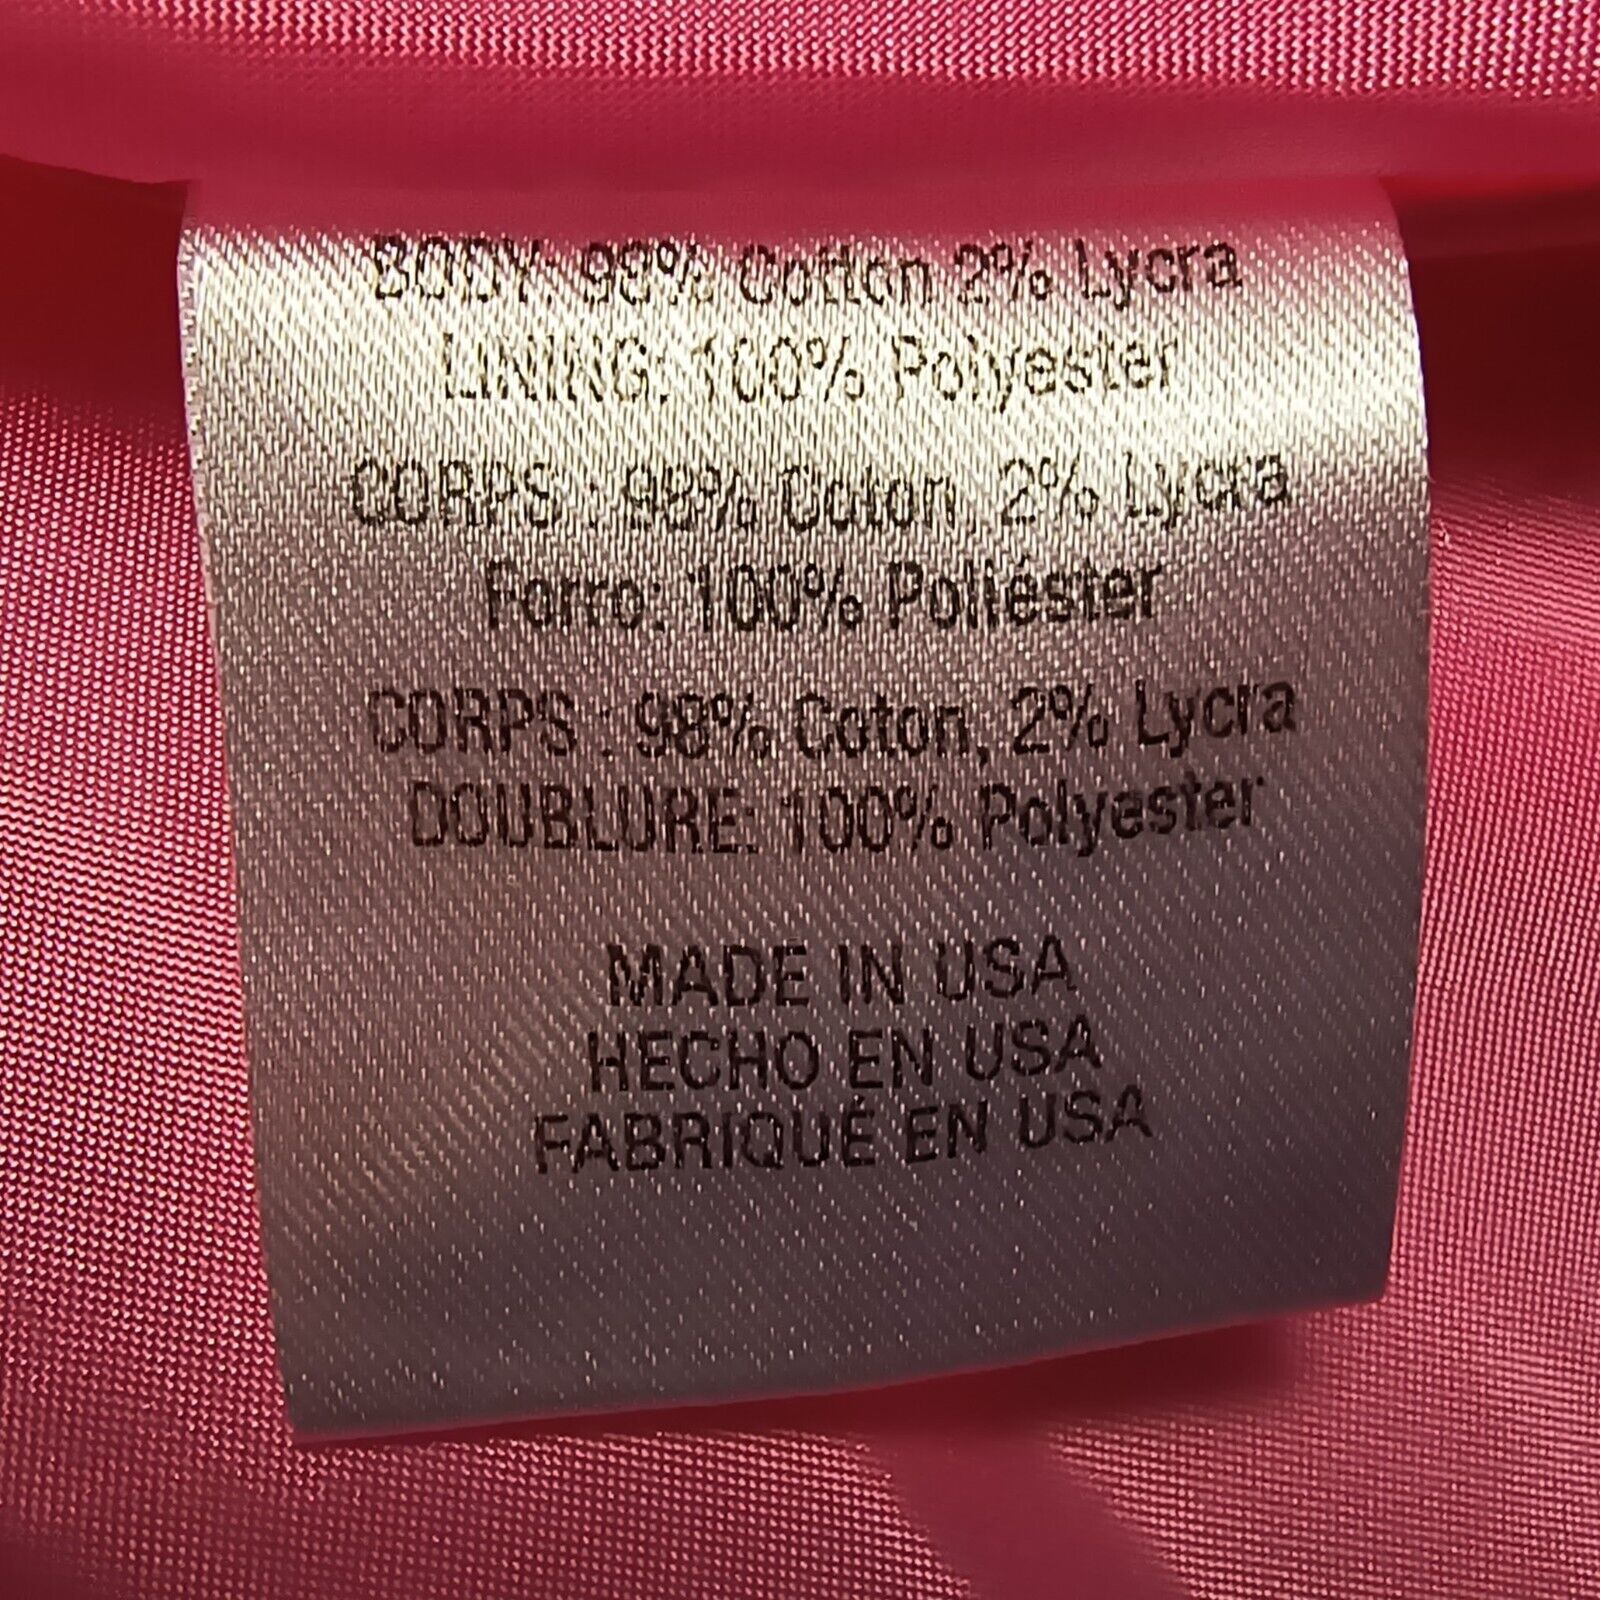 BODY: 98% Cotton 2% Lycra
LINING: 100% Polyester
CORPS : 98% Coton, 2% Lycra
Forro: 100% Poliéster
CORPS : 98% Coton, 2% Lycra
DOUBLURE: 100% Polyester
MADE IN USA
HECHO EN USA
FABRIQUÉ EN USA